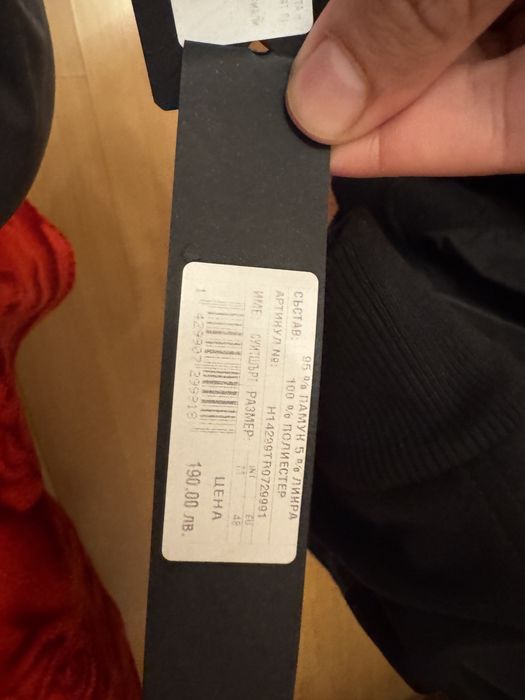 СЪСТАВ: 95 % ПАМУК 5 % ЛИКРА
100 % ПОЛИЕСТЕР
АРТИКУЛ №: H14299TR0729991
ИМЕ: СУИТШЪРТ РАЗМЕР INT EU
48
ЦЕНА
190.00 ЛВ.